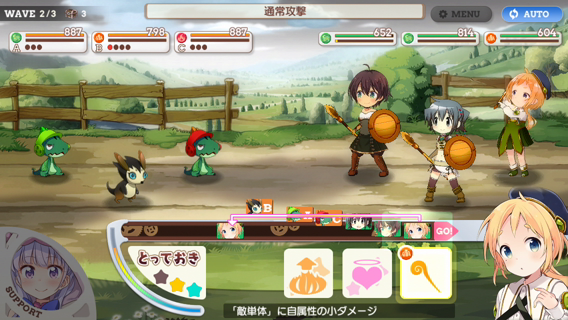 WAVE 2/3 3
通常攻撃
MENU
AUTO
A 887
B 798
C 887
652
814
604
B
GO!
とっておき
SUPPORT
「敵単体」に自属性の小ダメージ